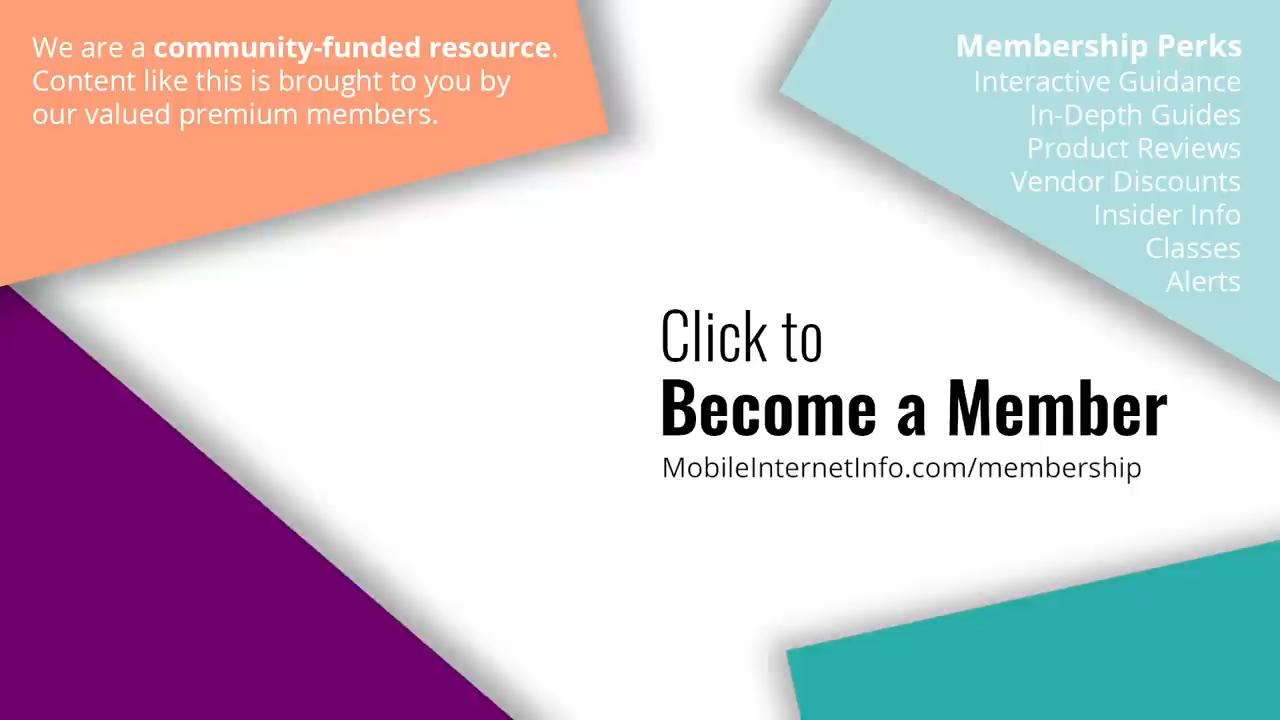 We are a community-funded resource.
Content like this is brought to you by
our valued premium members.
Membership Perks
Interactive Guidance
In-Depth Guides
Product Reviews
Vendor Discounts
Insider Info
Classes
Alerts
Click to
Become a Member
MobileInternetInfo.com/membership